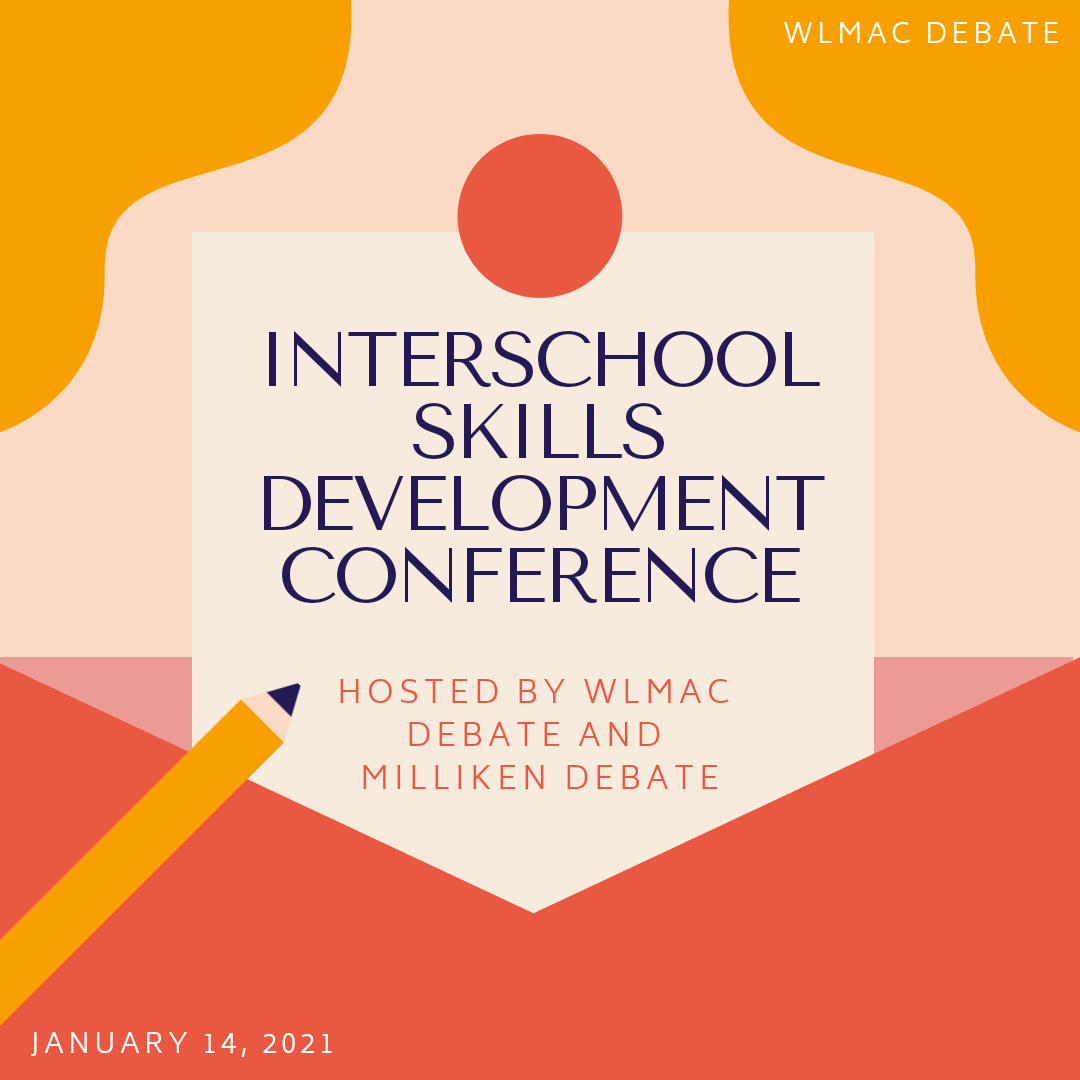 WLMAC DEBATE
INTERSCHOOL
SKILLS
DEVELOPMENT
CONFERENCE
HOSTED BY WLMAC
DEBATE AND
MILLIKEN DEBATE
JANUARY 14, 2021